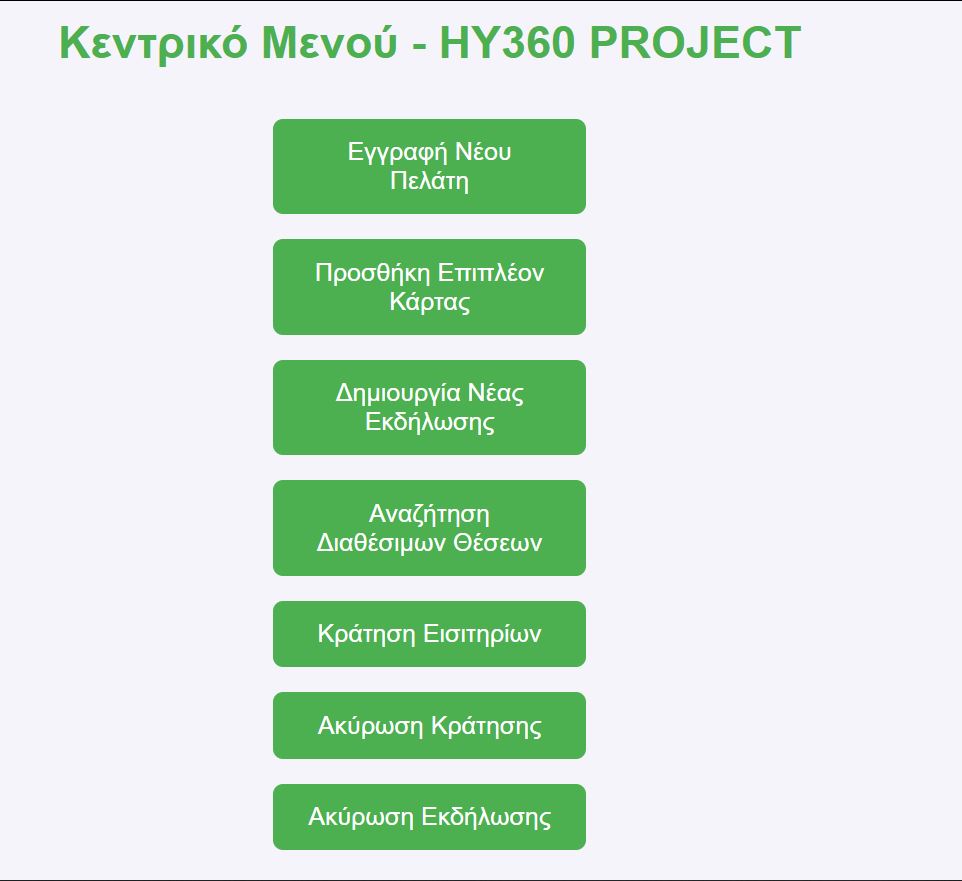 Κεντρικό Μενού - HY360 PROJECT
Εγγραφή Νέου
Πελάτη
Προσθήκη Επιπλέον
Κάρτας
Δημιουργία Νέας
Εκδήλωσης
Αναζήτηση
Διαθέσιμων Θέσεων
Κράτηση Εισιτηρίων
Ακύρωση Κράτησης
Ακύρωση Εκδήλωσης